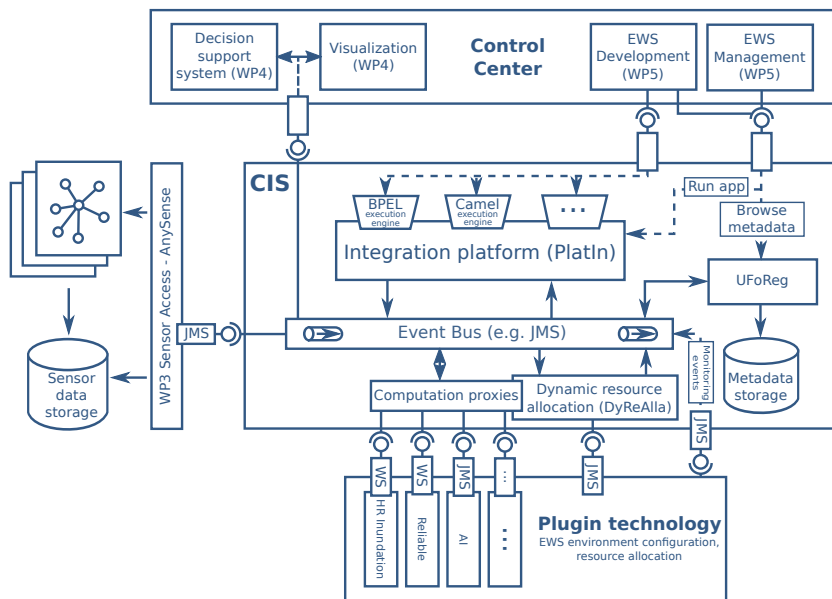 Decision
support
system (WP4)
Visualization
(WP4)
Control
Center
EWS
Development
(WP5)
EWS
Management
(WP5)
CIS
BPEL
execution
engine
Camel
execution
engine
...
Run app
Browse
metadata
Integration platform (PlatIn)
UFoReg
WP3 Sensor Access - AnySense
JMS
Event Bus (e.g. JMS)
Monitoring
events
Sensor
data
storage
Metadata
storage
Computation proxies
Dynamic resource
allocation (DyReAlla)
JMS
WS
WS
JMS
...
JMS
HR Inundation
Reliable
AI
...
Plugin technology
EWS environment configuration,
resource allocation